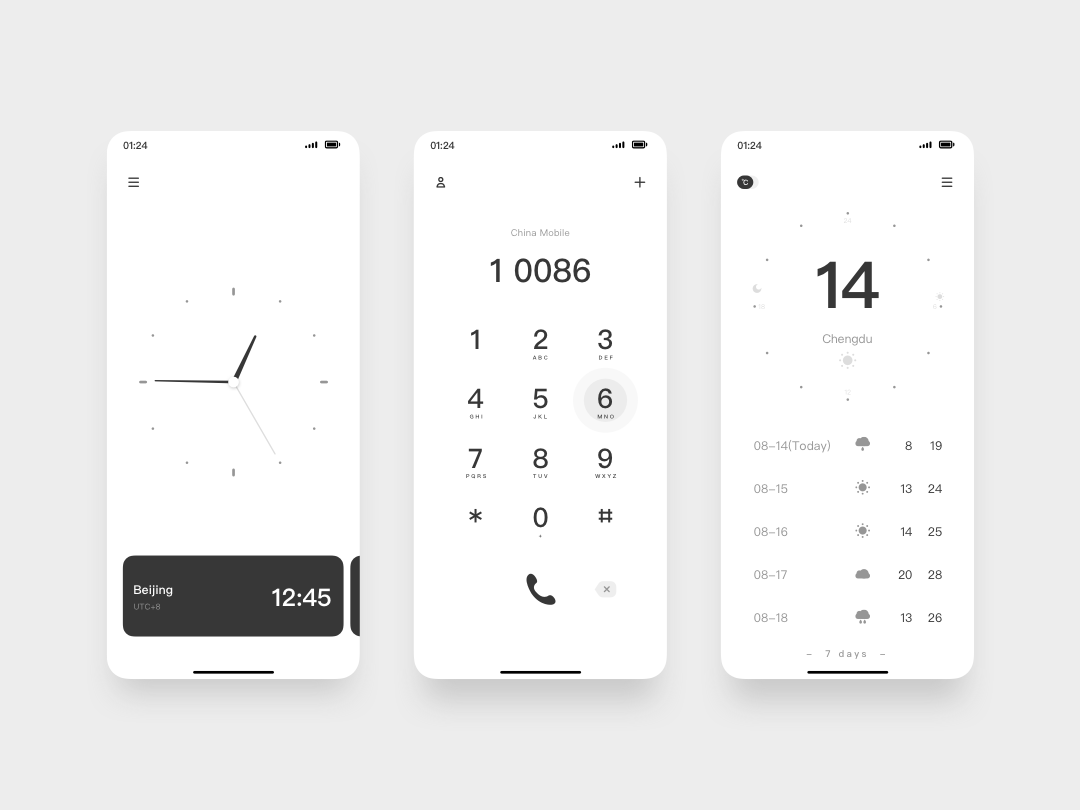 01:24
Beijing
UTC+8
12:45
01:24
China Mobile
1 0086
1 2 3
ABC DEF
4 5 6
GHI JKL MNO
7 8 9
PQRS TUV WXYZ
* 0 #
+
01:24
°C
14
Chengdu
08-14(Today) 8 19
08-15 13 24
08-16 14 25
08-17 20 28
08-18 13 26
– 7 days –